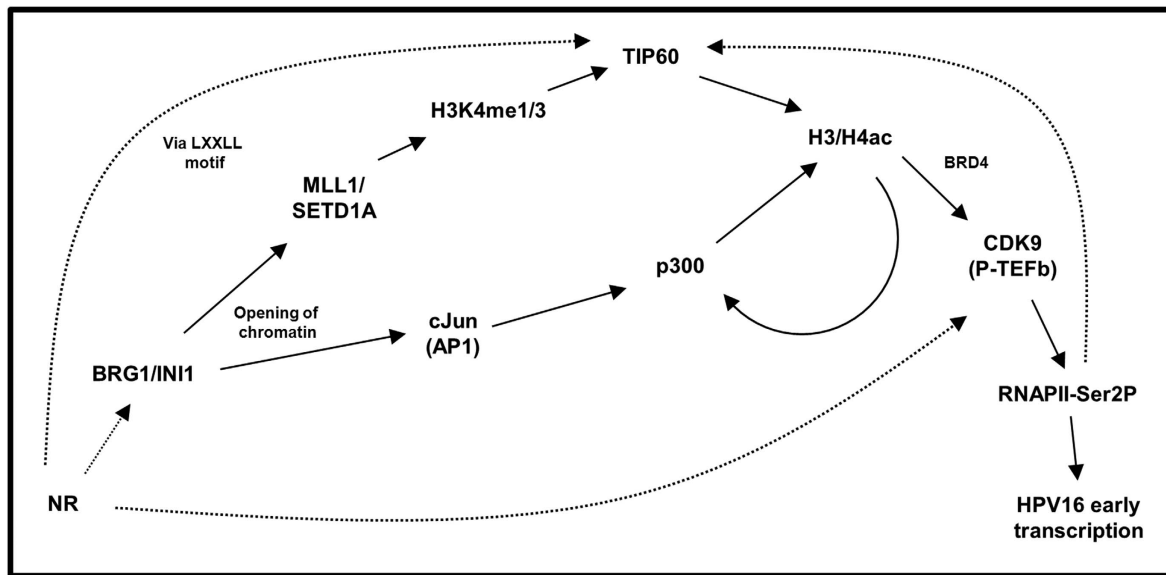 TIP60
H3K4me1/3
Via LXXLL
motif
H3/H4ac
BRD4
MLL1/
SETD1A
CDK9
(P-TEFb)
p300
Opening of
chromatin
cJun
(AP1)
BRG1/INI1
RNAPII-Ser2P
NR
HPV16 early
transcription